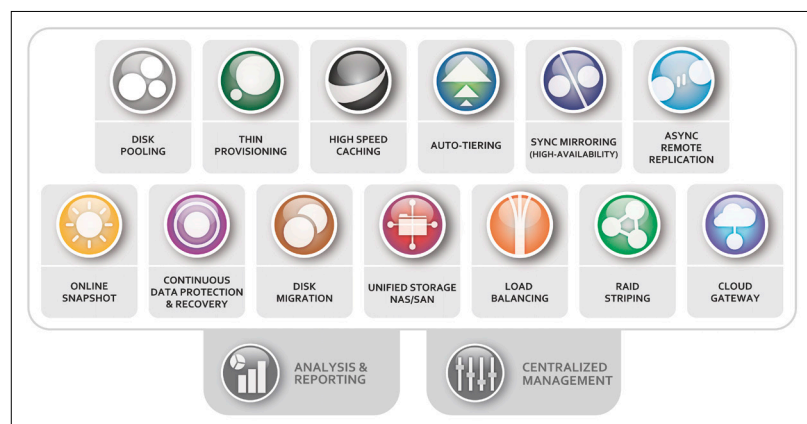 DISK
POOLING
THIN
PROVISIONING
HIGH SPEED
CACHING
AUTO-TIERING
SYNC MIRRORING
(HIGH-AVAILABILITY)
ASYNC
REMOTE
REPLICATION
ONLINE
SNAPSHOT
CONTINUOUS
DATA PROTECTION
& RECOVERY
DISK
MIGRATION
UNIFIED STORAGE
NAS/SAN
LOAD
BALANCING
RAID
STRIPING
CLOUD
GATEWAY
ANALYSIS &
REPORTING
CENTRALIZED
MANAGEMENT